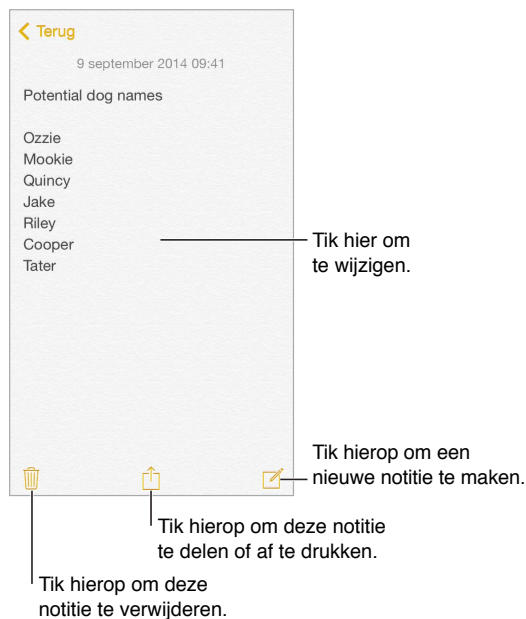 Terug
9 september 2014 09:41
Potential dog names
Ozzie
Mookie
Quincy
Jake
Riley
Cooper
Tater
Tik hier om
te wijzigen.
Tik hierop om een
nieuwe notitie te maken.
Tik hierop om deze notitie
te delen of af te drukken.
Tik hierop om deze
notitie te verwijderen.